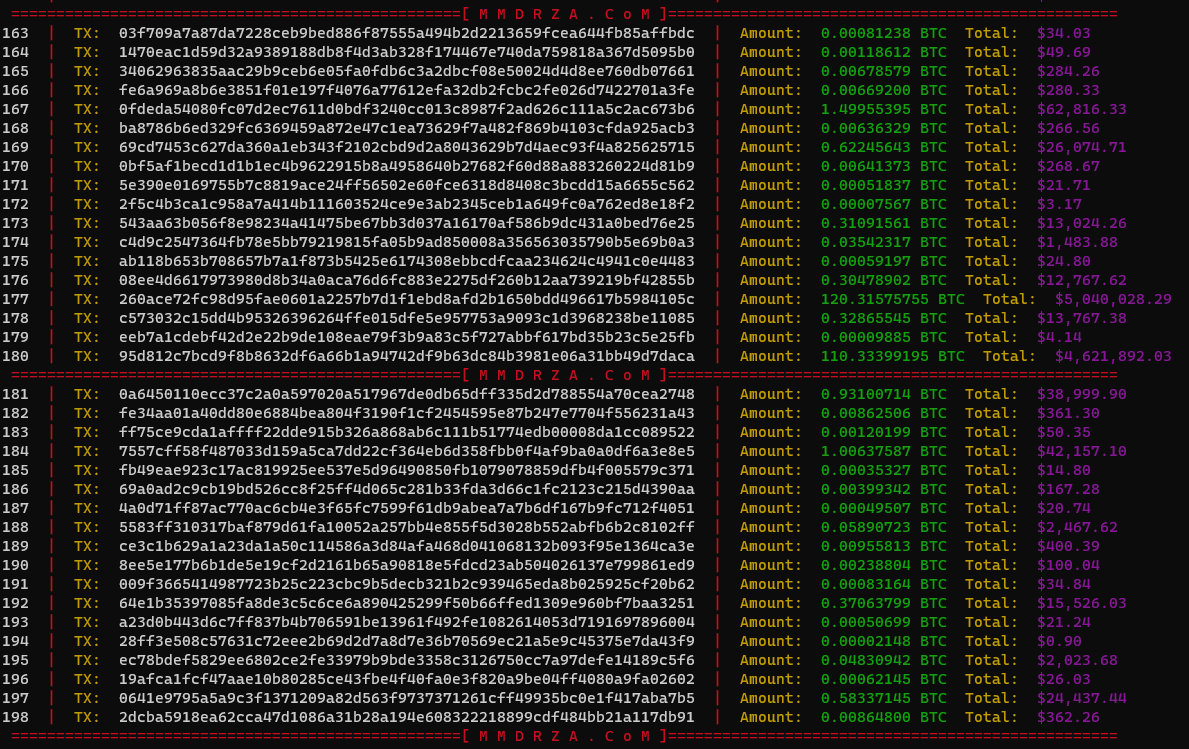 ==================================================[ M M D R Z A . C o M ]==================================================
163 | TX: 03f709a7a87da7228ceb9bed886f87555a494b2d2213659fcea644fb85affbdc | Amount: 0.00081238 BTC Total: $34.03
164 | TX: 1470eac1d59d32a9389188db8f4d3ab328f174467e740da759818a367d5095b0 | Amount: 0.00118612 BTC Total: $49.69
165 | TX: 34062963835aac29b9ceb6e05fa0fdb6c3a2dbcf08e50024d4d8ee760db07661 | Amount: 0.00678579 BTC Total: $284.26
166 | TX: fe6a969a8b6e3851f01e197f4076a77612efa32db2fcbc2fe026d7422701a3fe | Amount: 0.00669200 BTC Total: $280.33
167 | TX: 0fdeda54080fc07d2ec7611d0bdf3240cc013c8987f2ad626c111a5c2ac673b6 | Amount: 1.49955395 BTC Total: $62,816.33
168 | TX: ba8786b6ed329fc6369459a872e47c1ea73629f7a482f869b4103cfda925acb3 | Amount: 0.00636329 BTC Total: $266.56
169 | TX: 69cd7453c627da360a1eb343f2102cbd9d2a8043629b7d4aec93f4a825625715 | Amount: 0.62245643 BTC Total: $26,074.71
170 | TX: 0bf5af1becd1d1b1ec4b9622915b8a4958640b27682f60d88a883260224d81b9 | Amount: 0.00641373 BTC Total: $268.67
171 | TX: 5e390e0169755b7c8819ace24ff56502e60fce6318d8408c3bcdd15a6655c562 | Amount: 0.00051837 BTC Total: $21.71
172 | TX: 2f5c4b3ca1c958a7a414b111603524ce9e3ab2345ceb1a649fc0a762ed8e18f2 | Amount: 0.00007567 BTC Total: $3.17
173 | TX: 543aa63b056f8e98234a41475be67bb3d037a16170af586b9dc431a0bed76e25 | Amount: 0.31091561 BTC Total: $13,024.26
174 | TX: c4d9c2547364fb78e5bb79219815fa05b9ad850008a356563035790b5e69b0a3 | Amount: 0.03542317 BTC Total: $1,483.88
175 | TX: ab118b653b708657b7a1f873b5425e6174308ebbcdfcaa234624c4941c0e4483 | Amount: 0.00059197 BTC Total: $24.80
176 | TX: 08ee4d6617973980d8b34a0aca76d6fc883e2275df260b12aa739219bf42855b | Amount: 0.30478902 BTC Total: $12,767.62
177 | TX: 260ace72fc98d95fae0601a2257b7d1f1ebd8afd2b1650bdd496617b5984105c | Amount: 120.31575755 BTC Total: $5,040,028.29
178 | TX: c573032c15dd4b95326396264ffe015dfe5e957753a9093c1d3968238be11085 | Amount: 0.32865545 BTC Total: $13,767.38
179 | TX: eeb7a1cdebf42d2e22b9de108eae79f3b9a83c5f727abbf617bd35b23c5e25fb | Amount: 0.00009885 BTC Total: $4.14
180 | TX: 95d812c7bcd9f8b8632df6a66b1a94742df9b63dc84b3981e06a31bb49d7daca | Amount: 110.33399195 BTC Total: $4,621,892.03
==================================================[ M M D R Z A . C o M ]==================================================
181 | TX: 0a6450110ecc37c2a0a597020a517967de0db65dff335d2d788554a70cea2748 | Amount: 0.93100714 BTC Total: $38,999.90
182 | TX: fe34aa01a40dd80e6884bea804f3190f1cf2454595e87b247e7704f556231a43 | Amount: 0.00862506 BTC Total: $361.30
183 | TX: ff75ce9cda1affff22dde915b326a868ab6c111b51774edb00008da1cc089522 | Amount: 0.00120199 BTC Total: $50.35
184 | TX: 7557cff58f487033d159a5ca7dd22cf364eb6d358fbb0f4af9ba0a0df6a3e8e5 | Amount: 1.00637587 BTC Total: $42,157.10
185 | TX: fb49eae923c17ac819925ee537e5d96490850fb1079078859dfb4f005579c371 | Amount: 0.00035327 BTC Total: $14.80
186 | TX: 69a0ad2c9cb19bd526cc8f25ff4d065c281b33fda3d66c1fc2123c215d4390aa | Amount: 0.00399342 BTC Total: $167.28
187 | TX: 4a0d71ff87ac770ac6cb4e3f65fc7599f61db9abea7a7b6df167b9fc712f4051 | Amount: 0.00049507 BTC Total: $20.74
188 | TX: 5583ff310317baf879d61fa10052a257bb4e855f5d3028b552abfb6b2c8102ff | Amount: 0.05890723 BTC Total: $2,467.62
189 | TX: ce3c1b629a1a23da1a50c114586a3d84afa468d041068132b093f95e1364ca3e | Amount: 0.00955813 BTC Total: $400.39
190 | TX: 8ee5e177b6b1de5e19cf2d2161b65a90818e5fdcd23ab504026137e799861ed9 | Amount: 0.00238804 BTC Total: $100.04
191 | TX: 009f3665414987723b25c223cbc9b5decb321b2c939465eda8b025925cf20b62 | Amount: 0.00083164 BTC Total: $34.84
192 | TX: 64e1b35397085fa8de3c5c6ce6a890425299f50b66ffed1309e960bf7baa3251 | Amount: 0.37063799 BTC Total: $15,526.03
193 | TX: a23d0b443d6c7ff837b4b706591be13961f492fe1082614053d7191697896004 | Amount: 0.00050699 BTC Total: $21.24
194 | TX: 28ff3e508c57631c72eee2b69d2d7a8d7e36b70569ec21a5e9c45375e7da43f9 | Amount: 0.00002148 BTC Total: $0.90
195 | TX: ec78bdef5829ee6802ce2fe33979b9bde3358c3126750cc7a97defe14189c5f6 | Amount: 0.04830942 BTC Total: $2,023.68
196 | TX: 19afca1fcf47aae10b80285ce43fbe4f40fa0e3f820a9be04ff4080a9fa02602 | Amount: 0.00062145 BTC Total: $26.03
197 | TX: 0641e9795a5a9c3f1371209a82d563f9737371261cff49935bc0e1f417aba7b5 | Amount: 0.58337145 BTC Total: $24,437.44
198 | TX: 2dcba5918ea62cca47d1086a31b28a194e608322218899cdf484bb21a117db91 | Amount: 0.00864800 BTC Total: $362.26
==================================================[ M M D R Z A . C o M ]==================================================